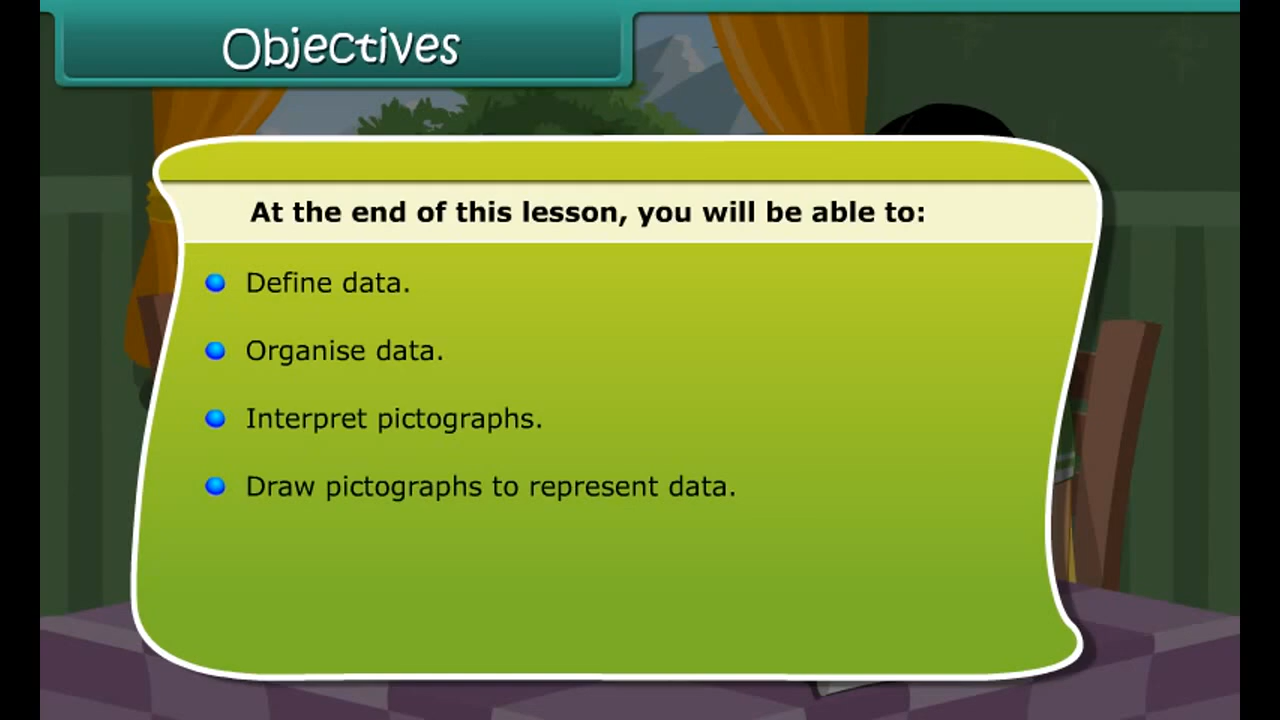 Objectives
At the end of this lesson, you will be able to:
Define data.
Organise data.
Interpret pictographs.
Draw pictographs to represent data.